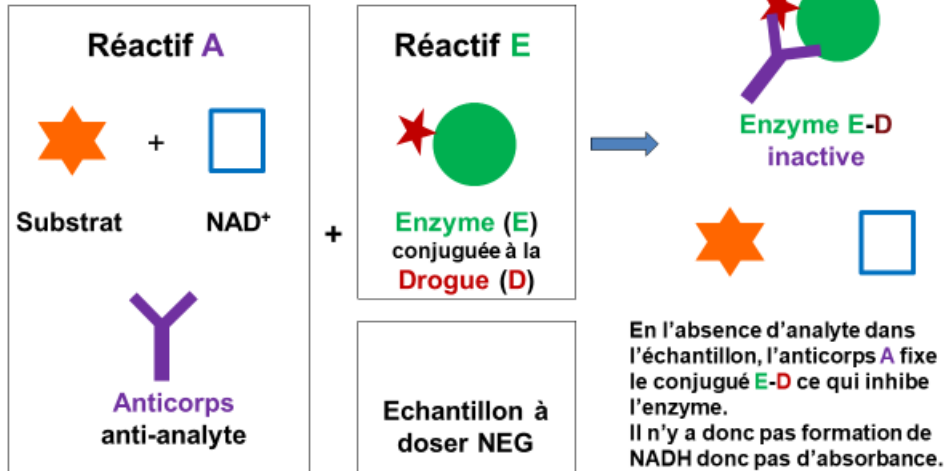 Réactif A
+
Substrat
NAD⁺
Anticorps
anti-analyte
+
Réactif E
Enzyme (E)
conjuguée à la
Drogue (D)
Echantillon à
doser NEG
Enzyme E-D
inactive
En l’absence d’analyte dans
l’échantillon, l’anticorps A fixe
le conjugué E-D ce qui inhibe
l’enzyme.
Il n’y a donc pas formation de
NADH donc pas d’absorbance.